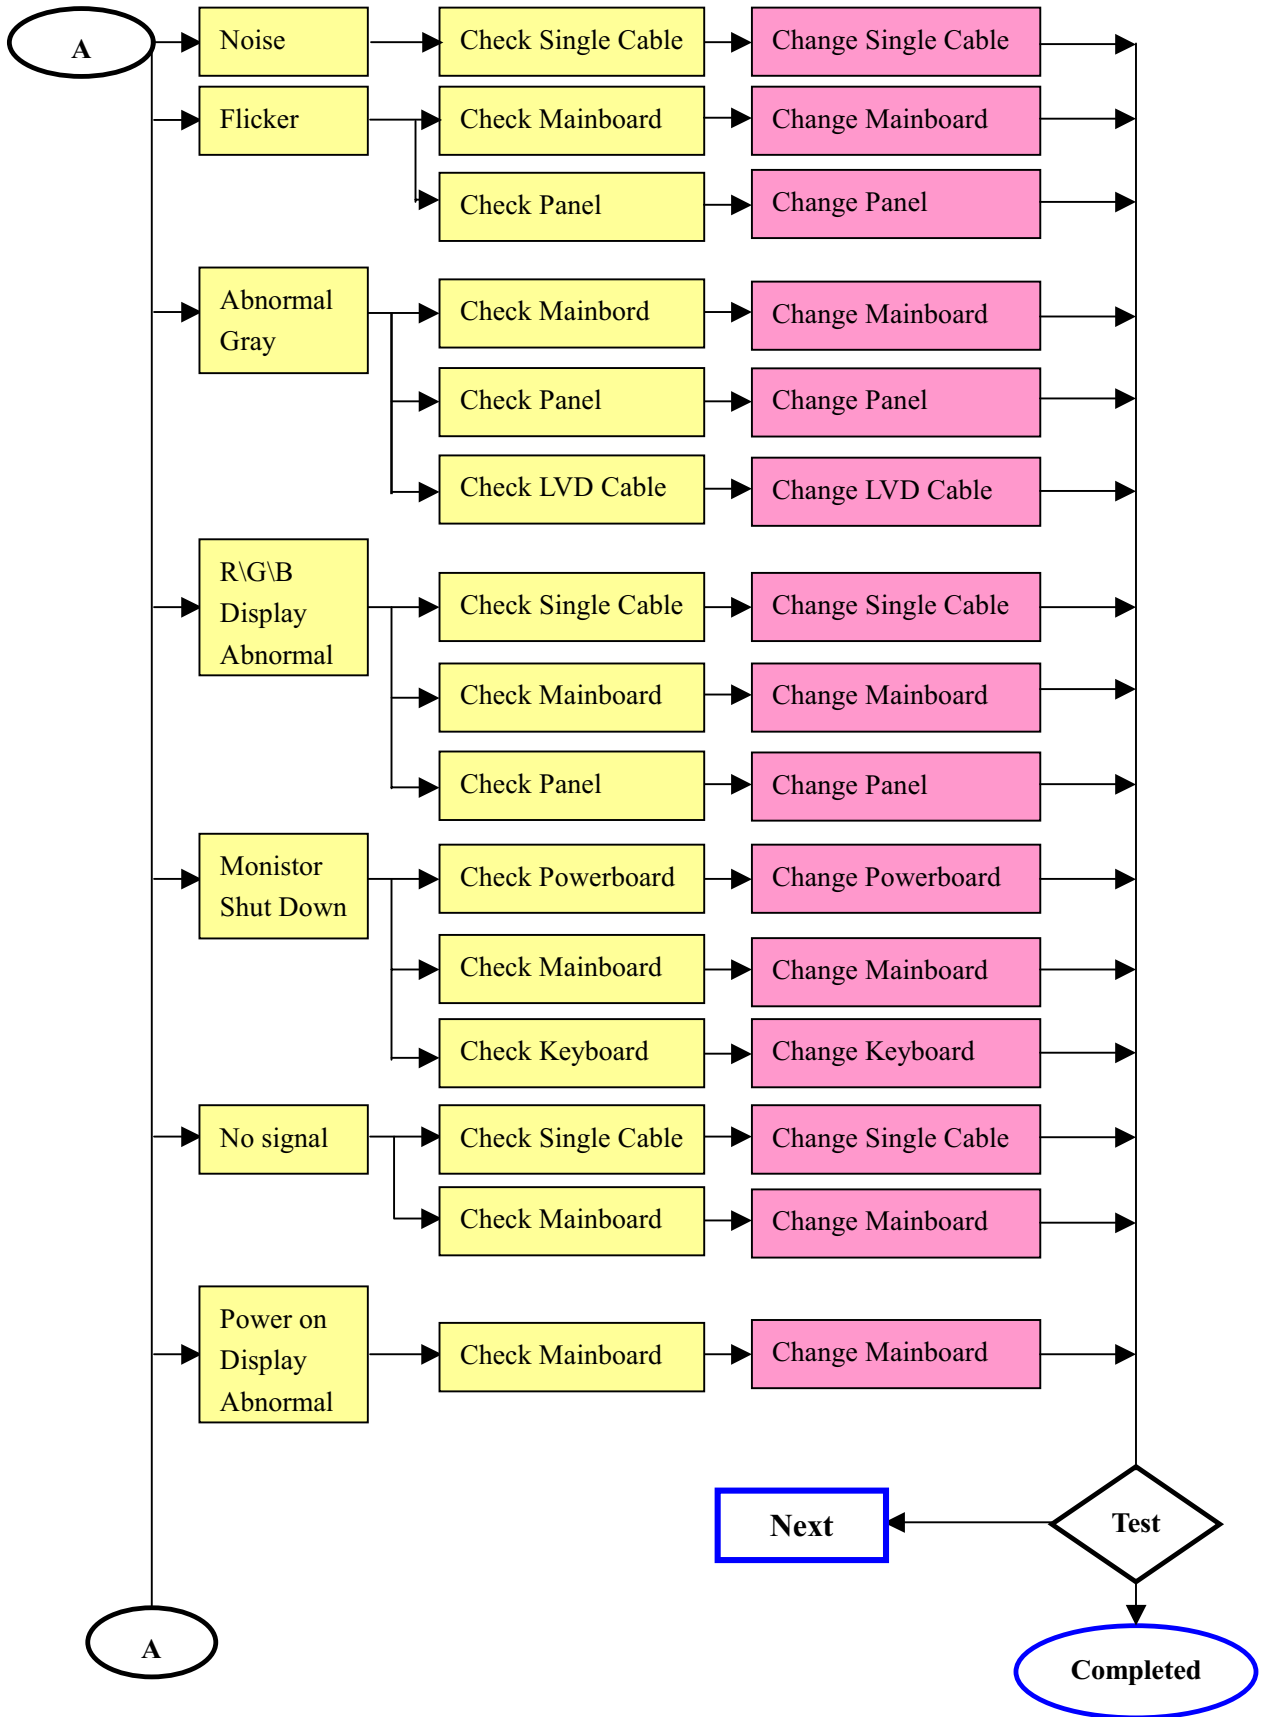 A
Noise
Check Single Cable
Change Single Cable
Flicker
Check Mainboard
Change Mainboard
Check Panel
Change Panel
Abnormal
Gray
Check Mainbord
Change Mainboard
Check Panel
Change Panel
Check LVD Cable
Change LVD Cable
R\G\B
Display
Abnormal
Check Single Cable
Change Single Cable
Check Mainboard
Change Mainboard
Check Panel
Change Panel
Monistor
Shut Down
Check Powerboard
Change Powerboard
Check Mainboard
Change Mainboard
Check Keyboard
Change Keyboard
No signal
Check Single Cable
Change Single Cable
Check Mainboard
Change Mainboard
Power on
Display
Abnormal
Check Mainboard
Change Mainboard
Next
Test
A
Completed